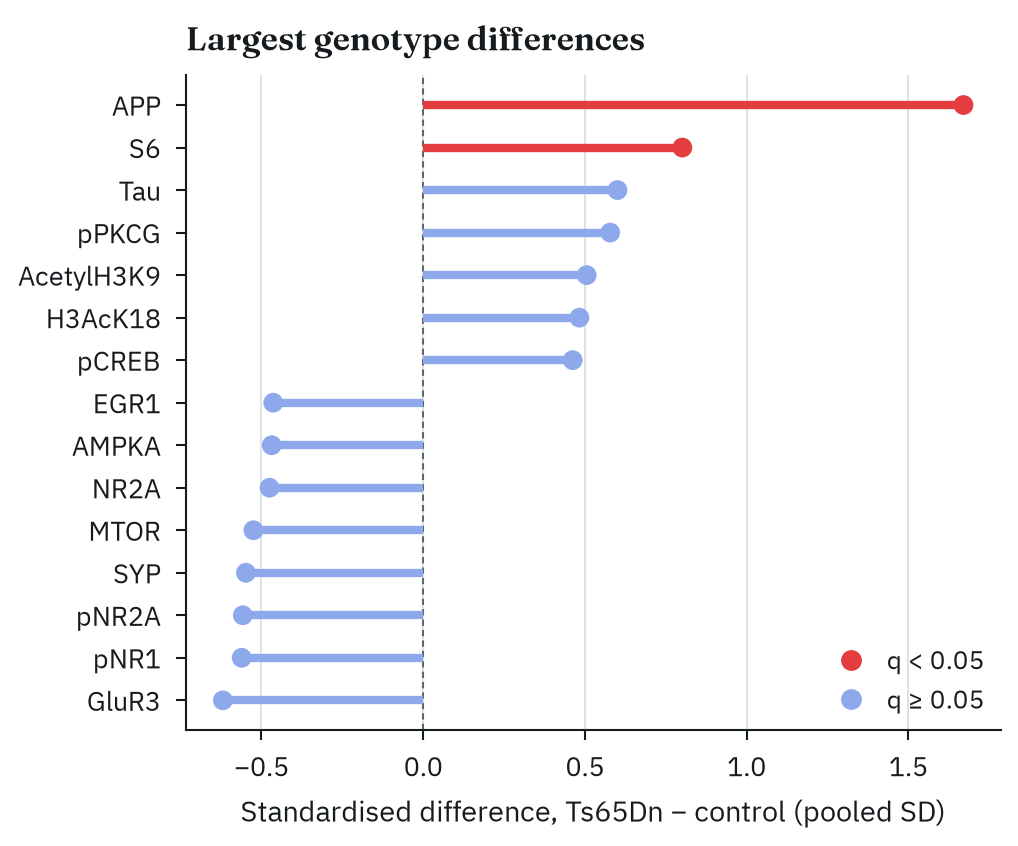 Largest genotype differences
APP
S6
Tau
pPKCG
AcetylH3K9
H3AcK18
pCREB
EGR1
AMPKA
NR2A
MTOR
SYP
pNR2A
pNR1
GluR3
q < 0.05
q ≥ 0.05
−0.5 0.0 0.5 1.0 1.5
Standardised difference, Ts65Dn − control (pooled SD)